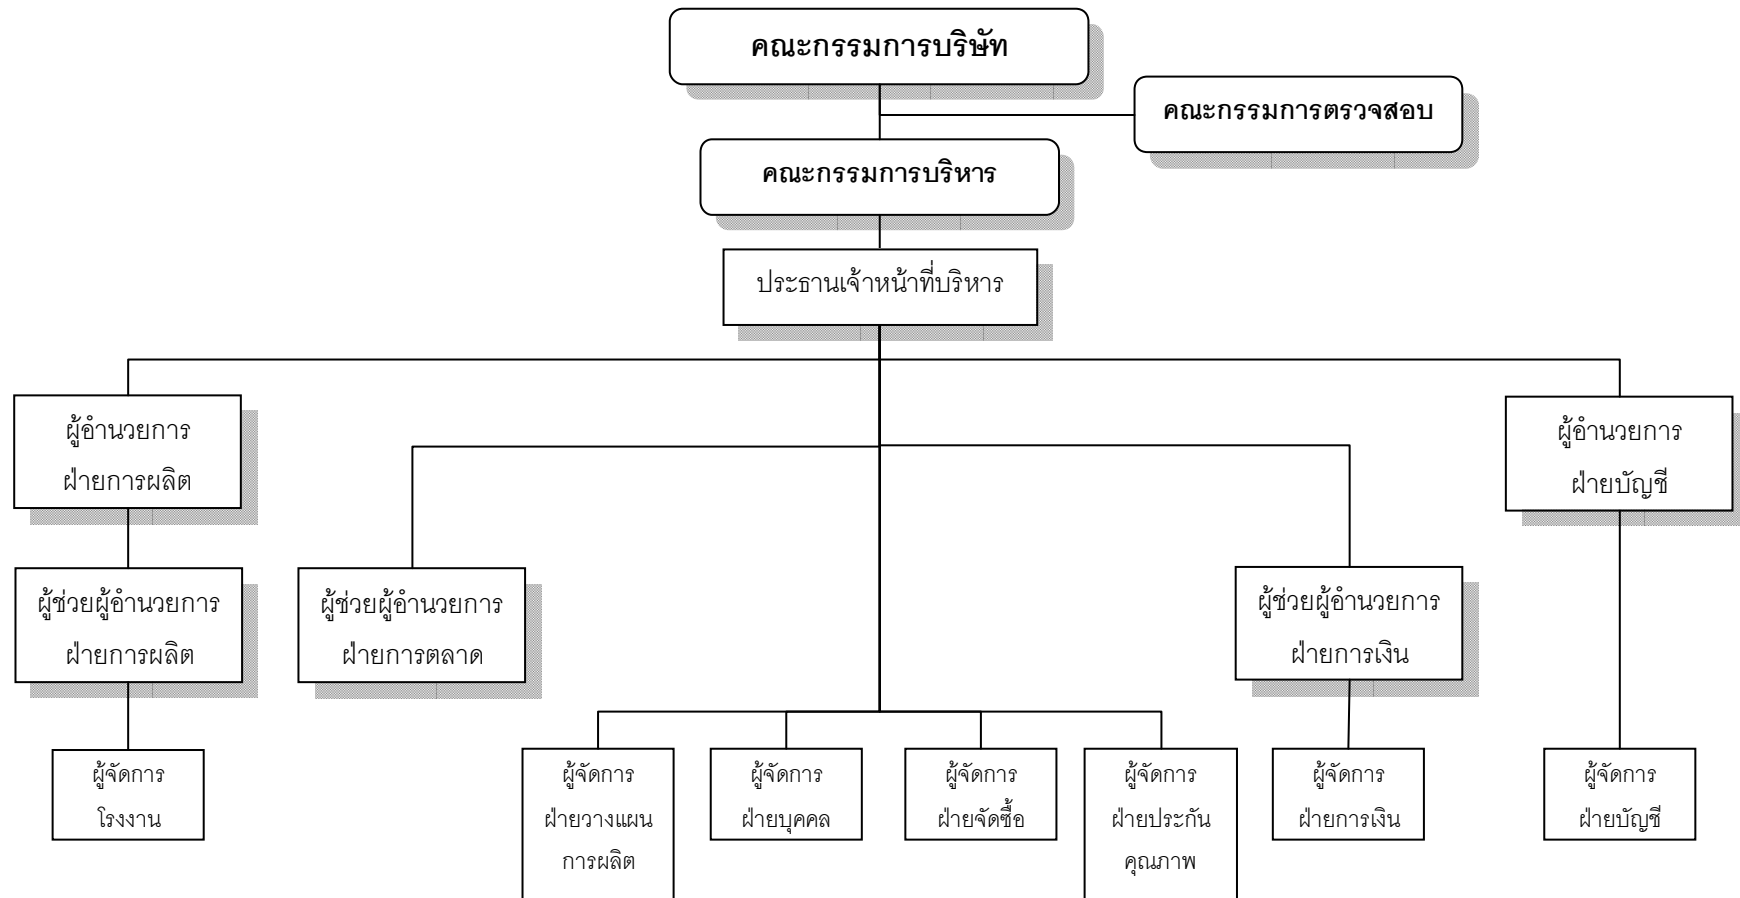 คณะกรรมการบริษัท
คณะกรรมการตรวจสอบ
คณะกรรมการบริหาร
ประธานเจ้าหน้าที่บริหาร
ผู้อำนวยการ
ฝ่ายการผลิต
ผู้อำนวยการ
ฝ่ายบัญชี
ผู้ช่วยผู้อำนวยการ
ฝ่ายการผลิต
ผู้ช่วยผู้อำนวยการ
ฝ่ายการตลาด
ผู้ช่วยผู้อำนวยการ
ฝ่ายการเงิน
ผู้จัดการ
โรงงาน
ผู้จัดการ
ฝ่ายวางแผน
การผลิต
ผู้จัดการ
ฝ่ายบุคคล
ผู้จัดการ
ฝ่ายจัดซื้อ
ผู้จัดการ
ฝ่ายประกัน
คุณภาพ
ผู้จัดการ
ฝ่ายการเงิน
ผู้จัดการ
ฝ่ายบัญชี